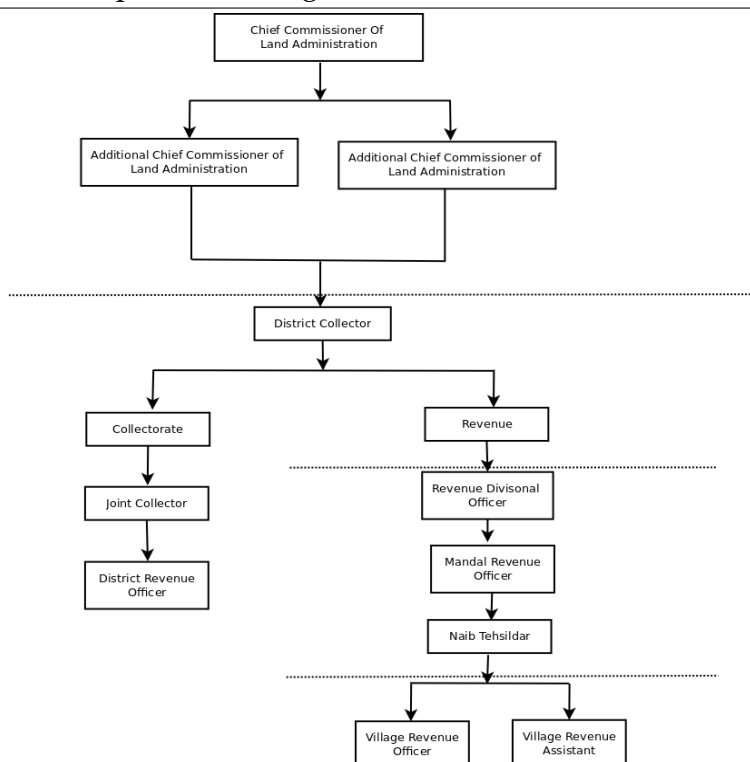 Chief Commissioner Of
Land Administration
Additional Chief Commissioner of
Land Administration
Additional Chief Commissioner of
Land Administration
District Collector
Collectorate
Revenue
Joint Collector
Revenue Divisonal
Officer
District Revenue
Officer
Mandal Revenue
Officer
Naib Tehsildar
Village Revenue
Officer
Village Revenue
Assistant